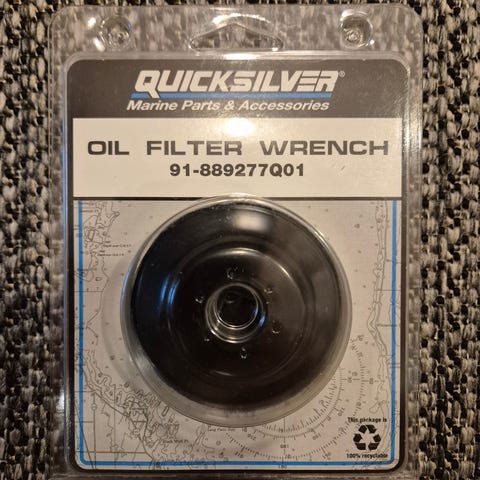 QUICKSILVER®
Marine Parts & Accessories
OIL FILTER WRENCH
91-889277Q01
This package is
100% recyclable